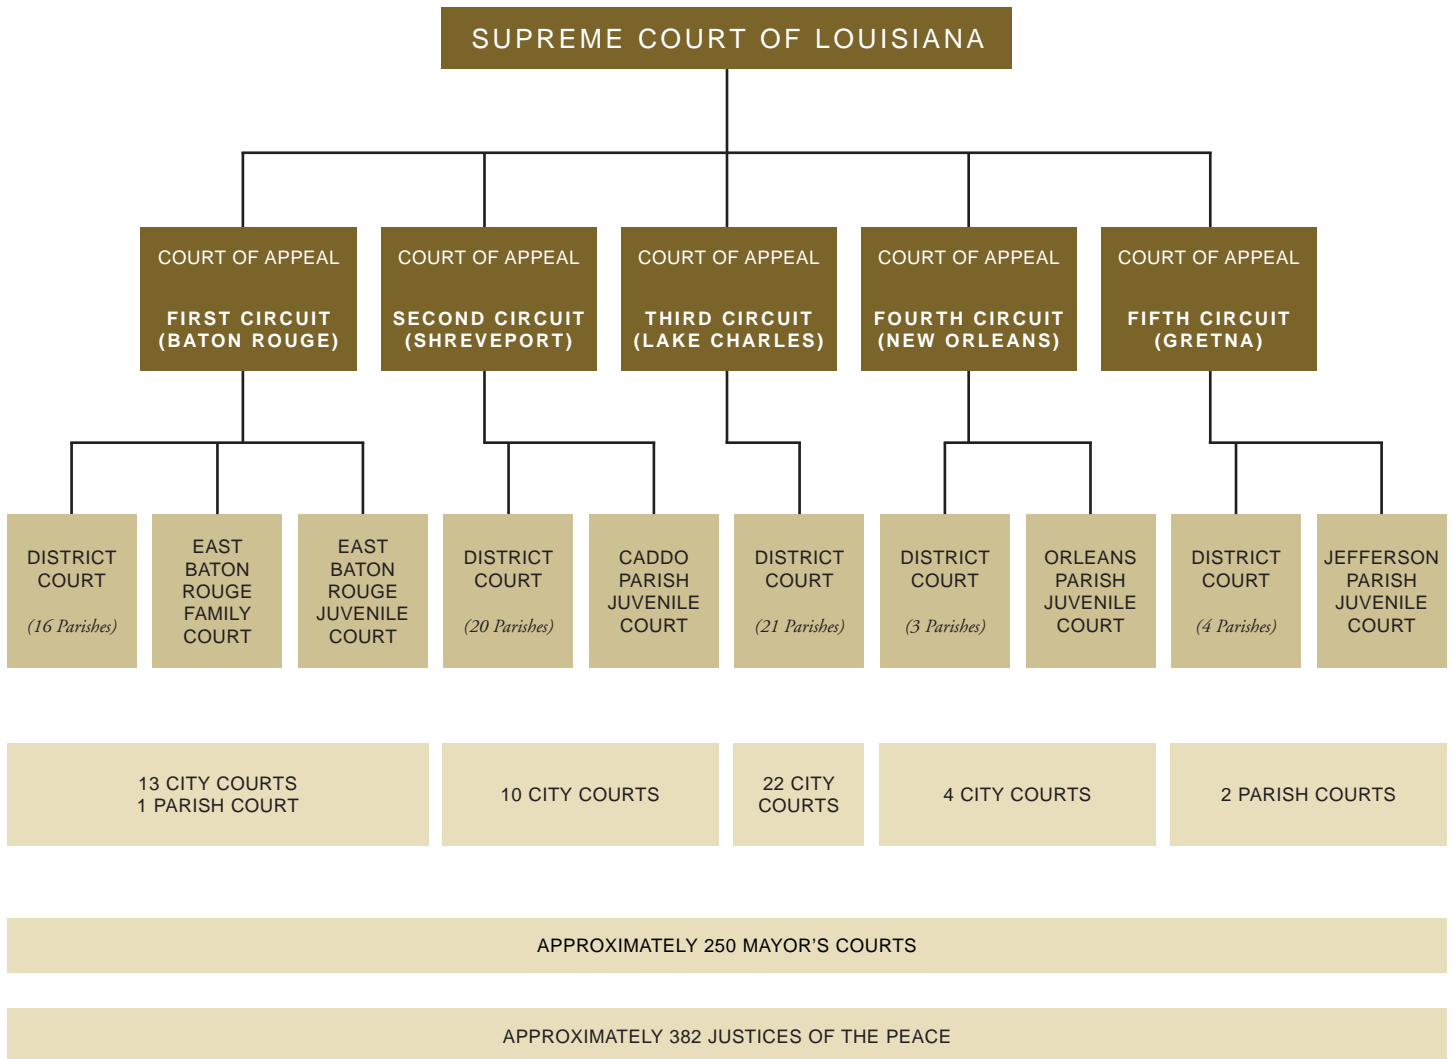 SUPREME COURT OF LOUISIANA
COURT OF APPEAL
FIRST CIRCUIT
(BATON ROUGE)
COURT OF APPEAL
SECOND CIRCUIT
(SHREVEPORT)
COURT OF APPEAL
THIRD CIRCUIT
(LAKE CHARLES)
COURT OF APPEAL
FOURTH CIRCUIT
(NEW ORLEANS)
COURT OF APPEAL
FIFTH CIRCUIT
(GRETNA)
DISTRICT
COURT
(16 Parishes)
EAST
BATON
ROUGE
FAMILY
COURT
EAST
BATON
ROUGE
JUVENILE
COURT
DISTRICT
COURT
(20 Parishes)
CADDO
PARISH
JUVENILE
COURT
DISTRICT
COURT
(21 Parishes)
DISTRICT
COURT
(3 Parishes)
ORLEANS
PARISH
JUVENILE
COURT
DISTRICT
COURT
(4 Parishes)
JEFFERSON
PARISH
JUVENILE
COURT
13 CITY COURTS
1 PARISH COURT
10 CITY COURTS
22 CITY
COURTS
4 CITY COURTS
2 PARISH COURTS
APPROXIMATELY 250 MAYOR’S COURTS
APPROXIMATELY 382 JUSTICES OF THE PEACE